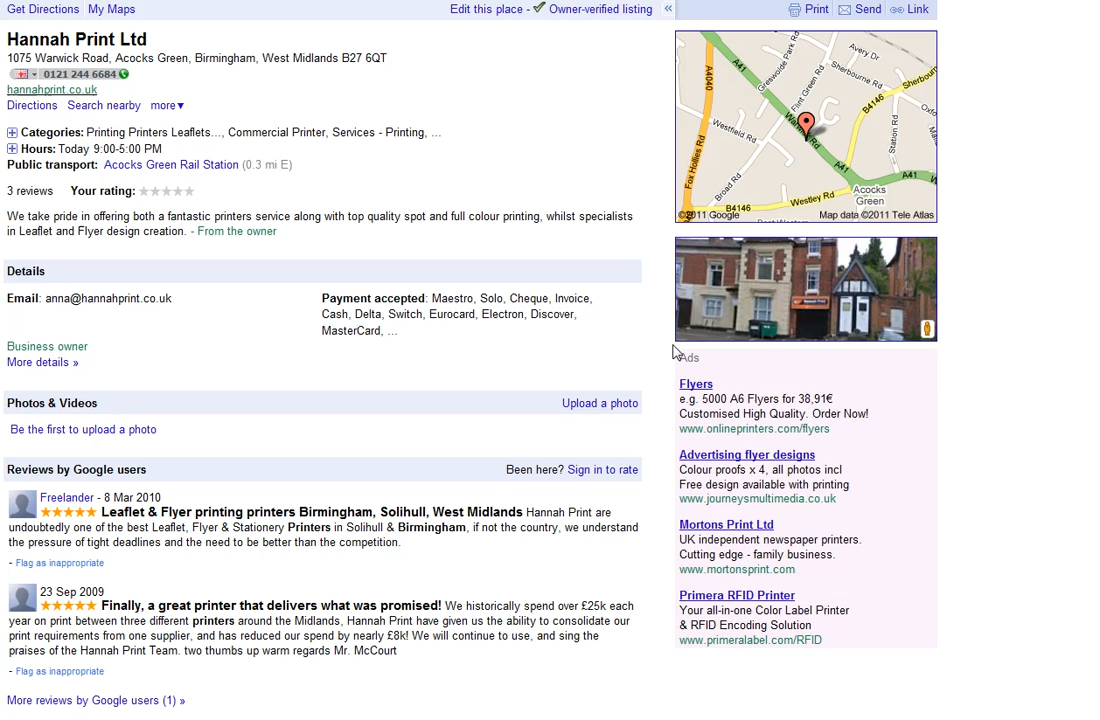 Get Directions My Maps
Edit this place - Owner-verified listing «
Print Send Link
Hannah Print Ltd
1075 Warwick Road, Acocks Green, Birmingham, West Midlands B27 6QT
0121 244 6684
hannahprint.co.uk
Directions Search nearby more▼
Categories: Printing Printers Leaflets..., Commercial Printer, Services - Printing, ...
Hours: Today 9:00-5:00 PM
Public transport: Acocks Green Rail Station (0.3 mi E)
3 reviews Your rating:
We take pride in offering both a fantastic printers service along with top quality spot and full colour printing, whilst specialists
in Leaflet and Flyer design creation. - From the owner
Details
Email: anna@hannahprint.co.uk
Payment accepted: Maestro, Solo, Cheque, Invoice,
Cash, Delta, Switch, Eurocard, Electron, Discover,
MasterCard, ...
Business owner
More details »
Photos & Videos
Upload a photo
Be the first to upload a photo
Reviews by Google users
Been here? Sign in to rate
Freelander - 8 Mar 2010
★★★★★ Leaflet & Flyer printing printers Birmingham, Solihull, West Midlands Hannah Print are
undoubtedly one of the best Leaflet, Flyer & Stationery Printers in Solihull & Birmingham, if not the country, we understand
the pressure of tight deadlines and the need to be better than the competition.
- Flag as inappropriate
23 Sep 2009
★★★★★ Finally, a great printer that delivers what was promised! We historically spend over £25k each
year on print between three different printers around the Midlands, Hannah Print have given us the ability to consolidate our
print requirements from one supplier, and has reduced our spend by nearly £8k! We will continue to use, and sing the
praises of the Hannah Print Team. two thumbs up warm regards Mr. McCourt
- Flag as inappropriate
More reviews by Google users (1) »
A41
A4040
Greswolde Park Rd
Flint Green Rd
Avery Dr
Sherbourne Rd
B4146
Westfield Rd
Warwick Rd
Station Rd
Fox Hollies Rd
Broad Rd
A41
A41
Westley Rd
Acocks
Green
B4146
©2011 Google
Map data ©2011 Tele Atlas
Ads
Flyers
e.g. 5000 A6 Flyers for 38,91€
Customised High Quality. Order Now!
www.onlineprinters.com/flyers
Advertising flyer designs
Colour proofs x 4, all photos incl
Free design available with printing
www.journeysmultimedia.co.uk
Mortons Print Ltd
UK independent newspaper printers.
Cutting edge - family business.
www.mortonsprint.com
Primera RFID Printer
Your all-in-one Color Label Printer
& RFID Encoding Solution
www.primeralabel.com/RFID